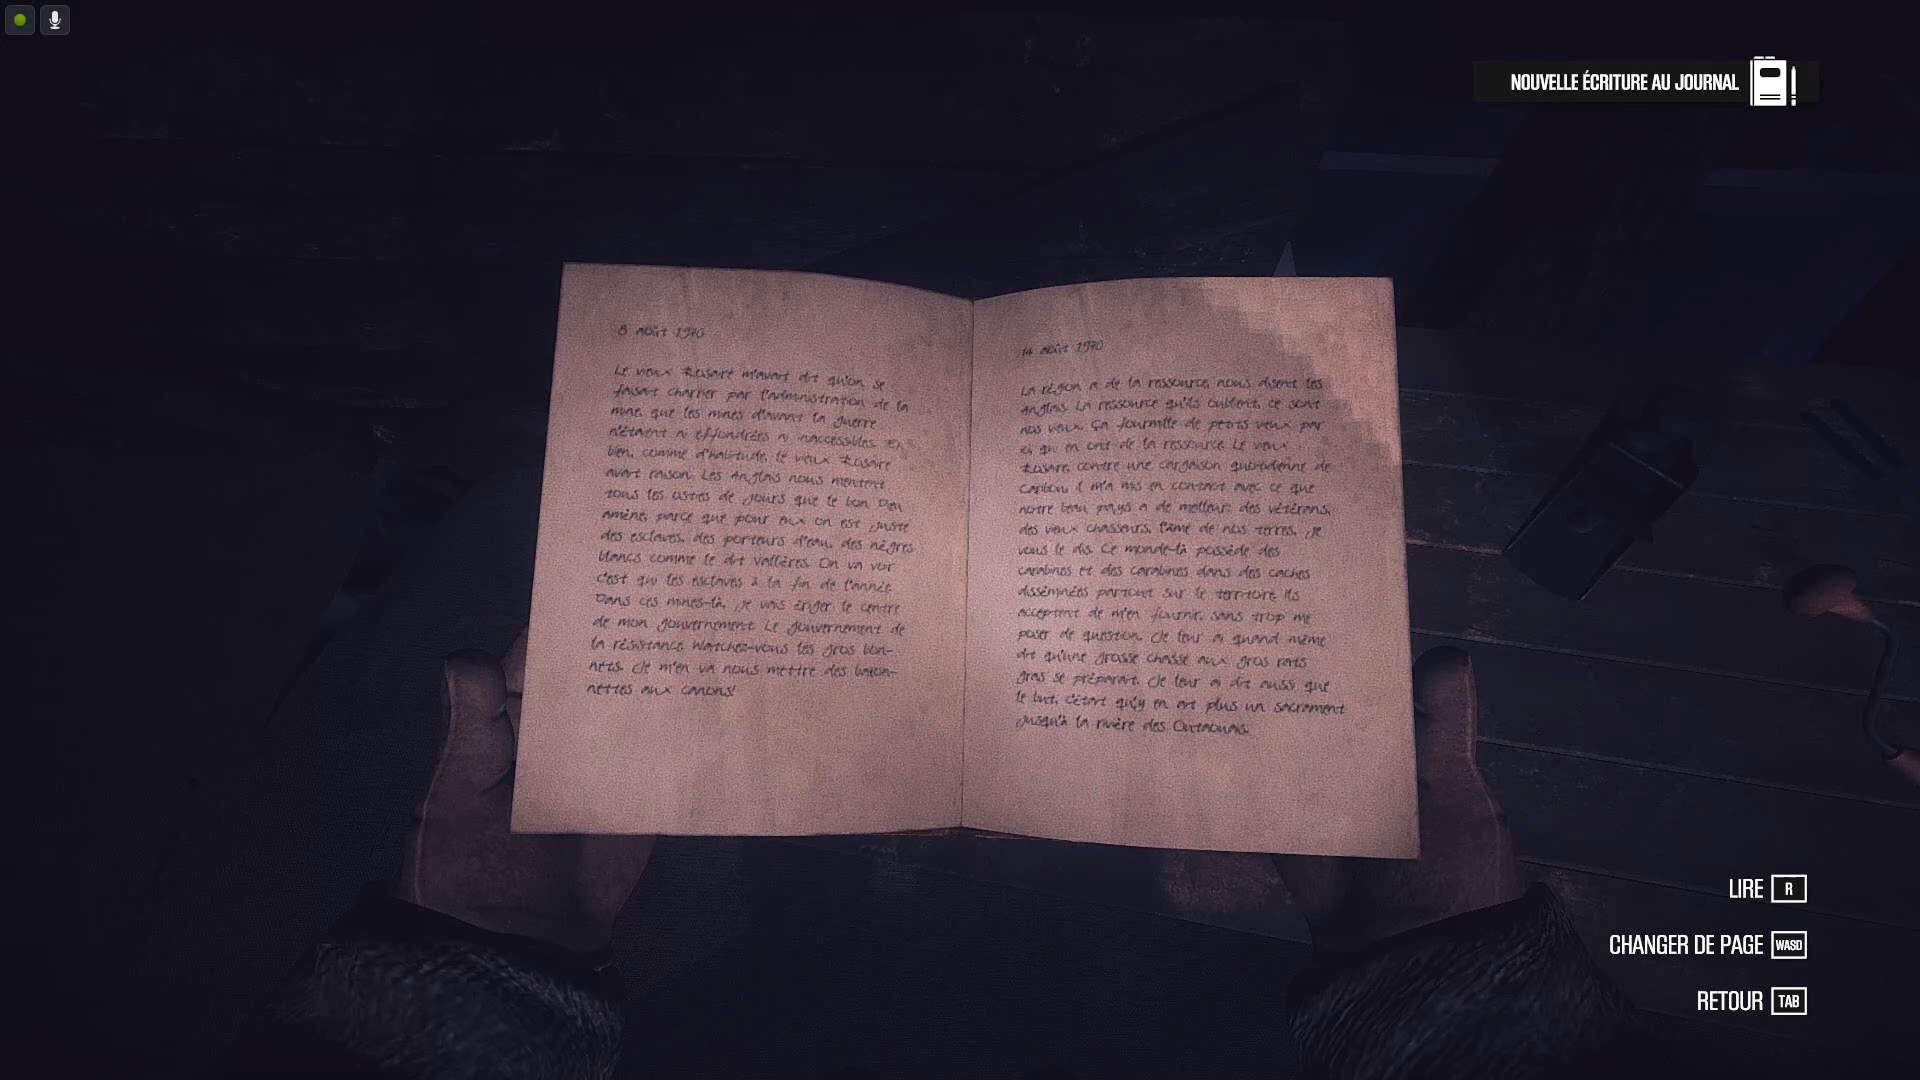 NOUVELLE ÉCRITURE AU JOURNAL
8 août 1970
Le vieux Rosaire m'avait dit qu'on se
faisait charrier par l'administration de la
mine, que les mines d'avant la guerre
n'étaient ni effondrées ni inaccessibles. Eh
bien, comme d'habitude, le vieux Rosaire
avait raison. Les Anglais nous mentent
tous les osties de jours que le bon Dieu
amène, parce que pour eux on est juste
des esclaves, des porteurs d'eau, des nègres
blancs comme le dit Vallières. On va voir
c'est qui les esclaves à la fin de l'année.
Dans ces mines-là, je vais ériger le centre
de mon gouvernement. Le gouvernement de
la résistance. Watchez-vous les gros bon-
nets. Je m'en va nous mettre des baïon-
nettes aux canons!
14 août 1970
La région a de la ressource, nous disent les
Anglais. La ressource qu'ils oublient, ce sont
nos vieux. Ça fourmille de petits vieux par
ici qui en ont de la ressource. Le vieux
Rosaire, contre une cargaison quotidienne de
Caribou, il m'a mis en contact avec ce que
notre beau pays a de meilleur: des vétérans,
des vieux chasseurs, l'âme de nos terres, je
vous le dis. Ce monde-là possède des
carabines et des carabines dans des caches
disséminées partout sur le territoire. Ils
acceptent de m'en fournir, sans trop me
poser de question. Je leur ai quand même
dit qu'une grosse chasse aux gros rats
gras se préparait. Je leur ai dit aussi que
le but, c'était qu'y en ait plus un sacrament
jusqu'à la rivière des Outaouais.
LIRE R
CHANGER DE PAGE WASD
RETOUR TAB